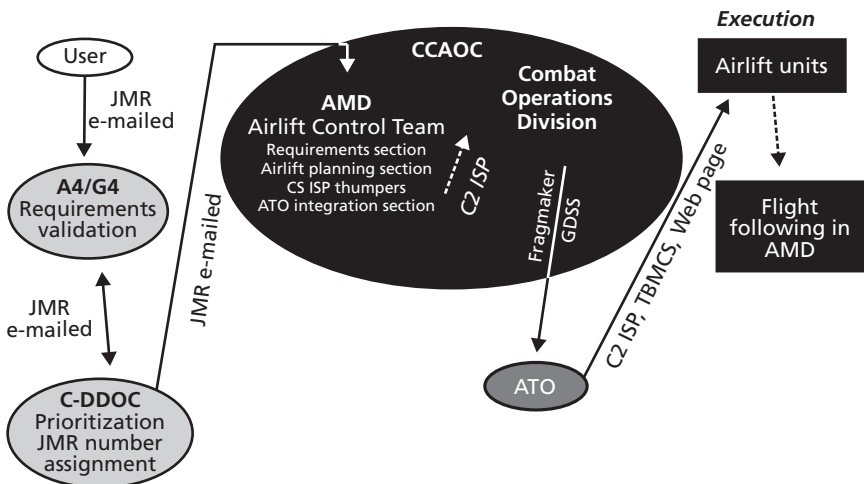 User
JMR
e-mailed
A4/G4
Requirements
validation
JMR
e-mailed
C-DDOC
Prioritization
JMR number
assignment
JMR e-mailed
CCAOC
AMD
Airlift Control Team
Requirements section
Airlift planning section
CS ISP thumpers
ATO integration section
C2 ISP
Combat
Operations
Division
Fragmaker
GDSS
ATO
C2 ISP, TBMCS, Web page
Execution
Airlift units
Flight
following in
AMD